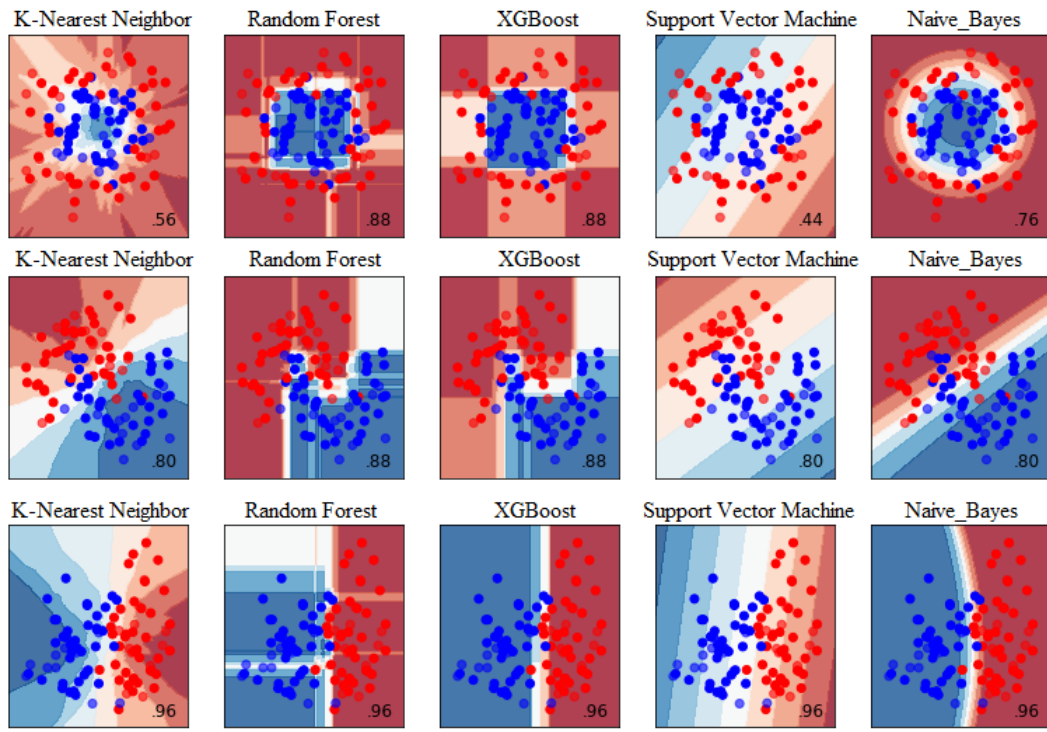 K-Nearest Neighbor Random Forest XGBoost Support Vector Machine Naive_Bayes
.56 .88 .88 .44 .76
K-Nearest Neighbor Random Forest XGBoost Support Vector Machine Naive_Bayes
.80 .88 .88 .80 .80
K-Nearest Neighbor Random Forest XGBoost Support Vector Machine Naive_Bayes
.96 .96 .96 .96 .96